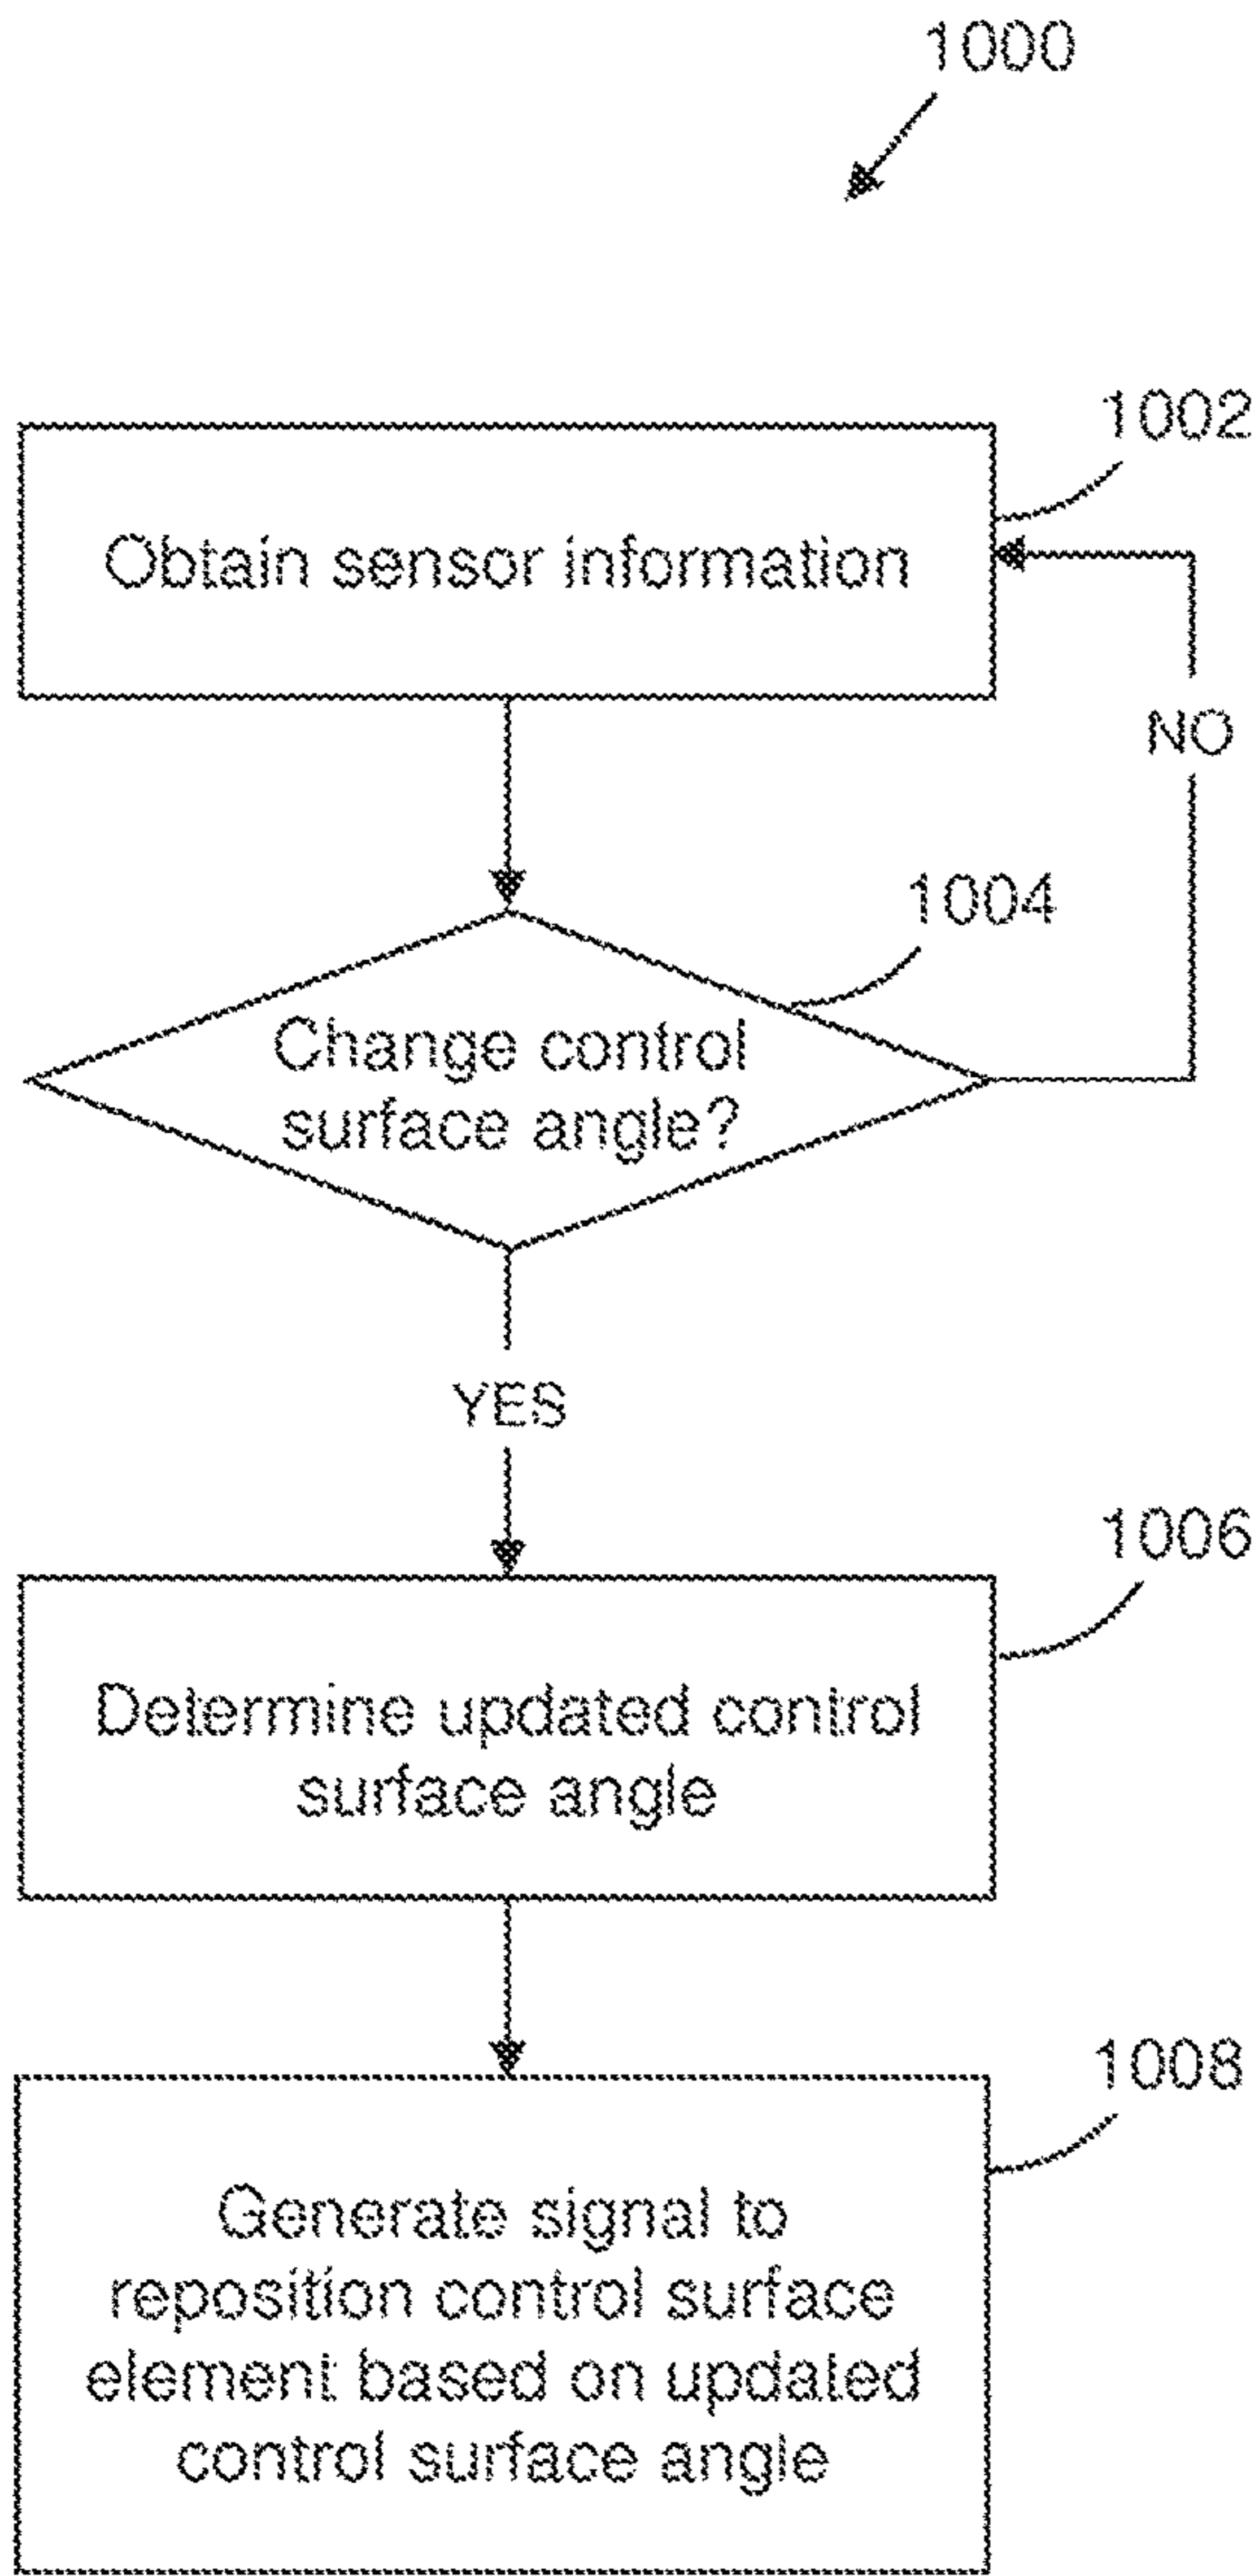 1000
1002
Obtain sensor information
NO
1004
Change control
surface angle?
YES
1006
Determine updated control
surface angle
1008
Generate signal to
reposition control surface
element based on updated
control surface angle